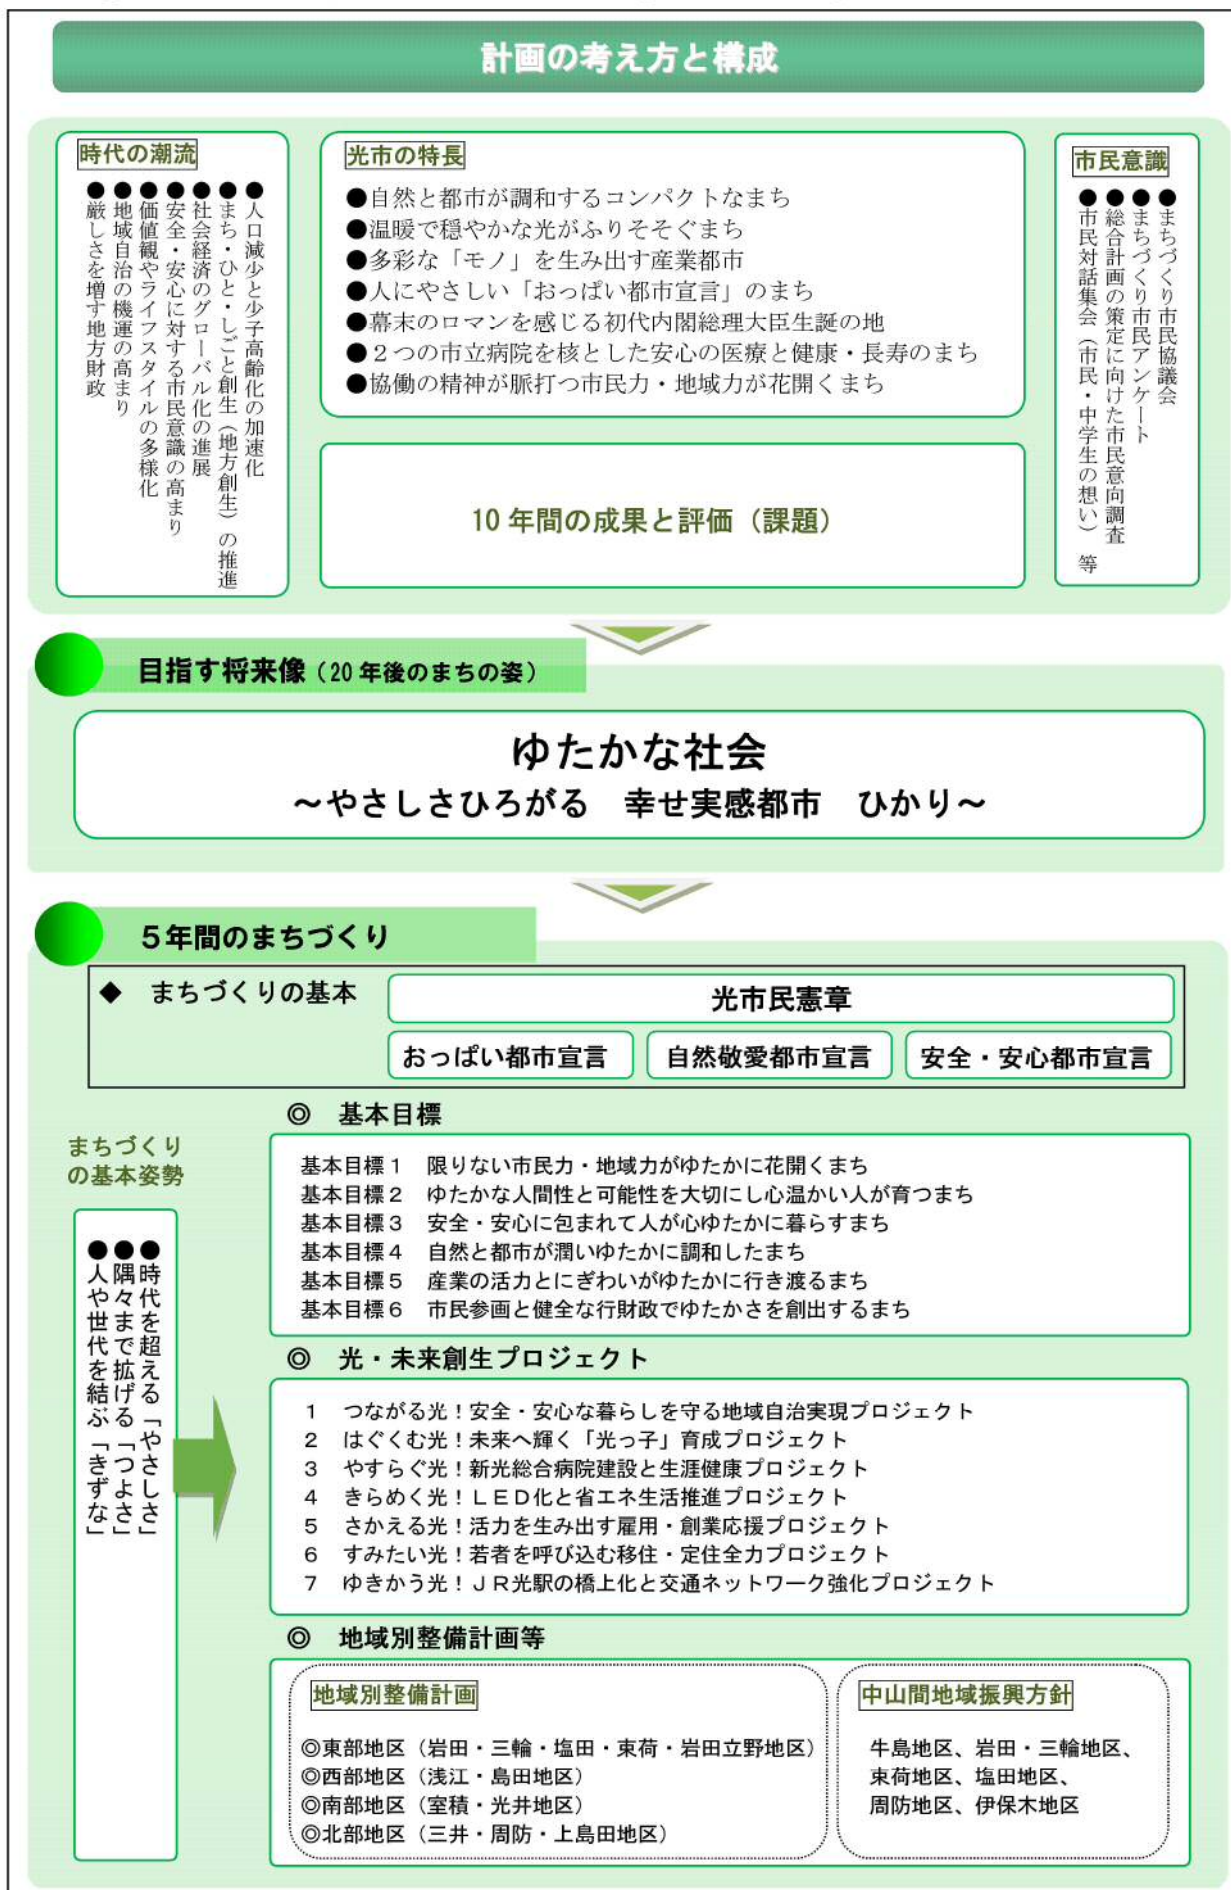 計画の考え方と構成
時代の潮流
●人口減少と少子高齢化の加速化
●まち・ひと・しごと創生（地方創生）の推進
●社会経済のグローバル化の進展
●安全・安心に対する市民意識の高まり
●価値観やライフスタイルの多様化
●地域自治の機運の高まり
●厳しさを増す地方財政
光市の特長
●自然と都市が調和するコンパクトなまち
●温暖で穏やかな光がふりそそぐまち
●多彩な「モノ」を生み出す産業都市
●人にやさしい「おっぱい都市宣言」のまち
●幕末のロマンを感じる初代内閣総理大臣生誕の地
●２つの市立病院を核とした安心の医療と健康・長寿のまち
●協働の精神が脈打つ市民力・地域力が花開くまち
10 年間の成果と評価（課題）
市民意識
●まちづくり市民協議会
●まちづくり市民アンケート
●総合計画の策定に向けた市民意向調査
●市民対話集会（市民・中学生の想い） 等
目指す将来像（20 年後のまちの姿）
ゆたかな社会
～やさしさひろがる　幸せ実感都市　ひかり～
５年間のまちづくり
◆　まちづくりの基本
光市民憲章
おっぱい都市宣言
自然敬愛都市宣言
安全・安心都市宣言
まちづくり
の基本姿勢
●時代を超える「やさしさ」
●隅々まで拡げる「つよさ」
●人や世代を結ぶ「きずな」
◎　基本目標
基本目標１　限りない市民力・地域力がゆたかに花開くまち
基本目標２　ゆたかな人間性と可能性を大切にし心温かい人が育つまち
基本目標３　安全・安心に包まれて人が心ゆたかに暮らすまち
基本目標４　自然と都市が潤いゆたかに調和したまち
基本目標５　産業の活力とにぎわいがゆたかに行き渡るまち
基本目標６　市民参画と健全な行財政でゆたかさを創出するまち
◎　光・未来創生プロジェクト
１　つながる光！安全・安心な暮らしを守る地域自治実現プロジェクト
２　はぐくむ光！未来へ輝く「光っ子」育成プロジェクト
３　やすらぐ光！新光総合病院建設と生涯健康プロジェクト
４　きらめく光！ＬＥＤ化と省エネ生活推進プロジェクト
５　さかえる光！活力を生み出す雇用・創業応援プロジェクト
６　すみたい光！若者を呼び込む移住・定住全力プロジェクト
７　ゆきかう光！ＪＲ光駅の橋上化と交通ネットワーク強化プロジェクト
◎　地域別整備計画等
地域別整備計画
◎東部地区（岩田・三輪・塩田・束荷・岩田立野地区）
◎西部地区（浅江・島田地区）
◎南部地区（室積・光井地区）
◎北部地区（三井・周防・上島田地区）
中山間地域振興方針
牛島地区、岩田・三輪地区、
束荷地区、塩田地区、
周防地区、伊保木地区